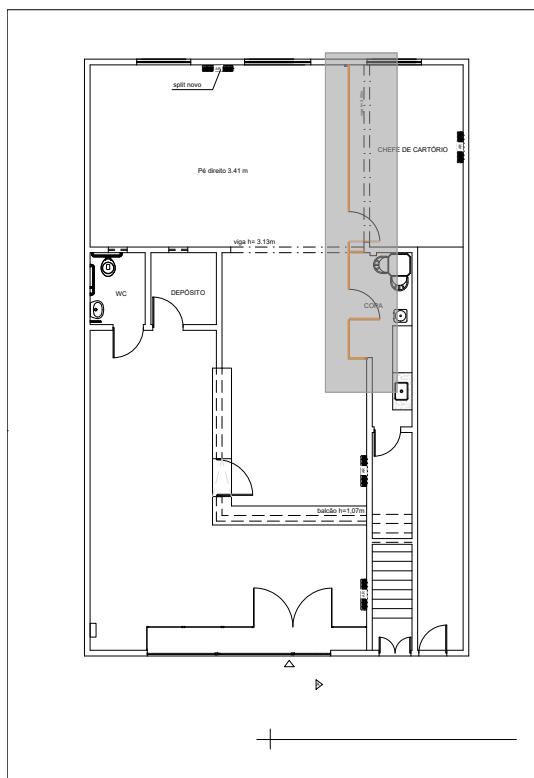 split novo
CHEFE DE CARTÓRIO
Pé direito 3.41 m
viga h= 3.13m
WC
DEPÓSITO
COPA
balcão h=1,07m